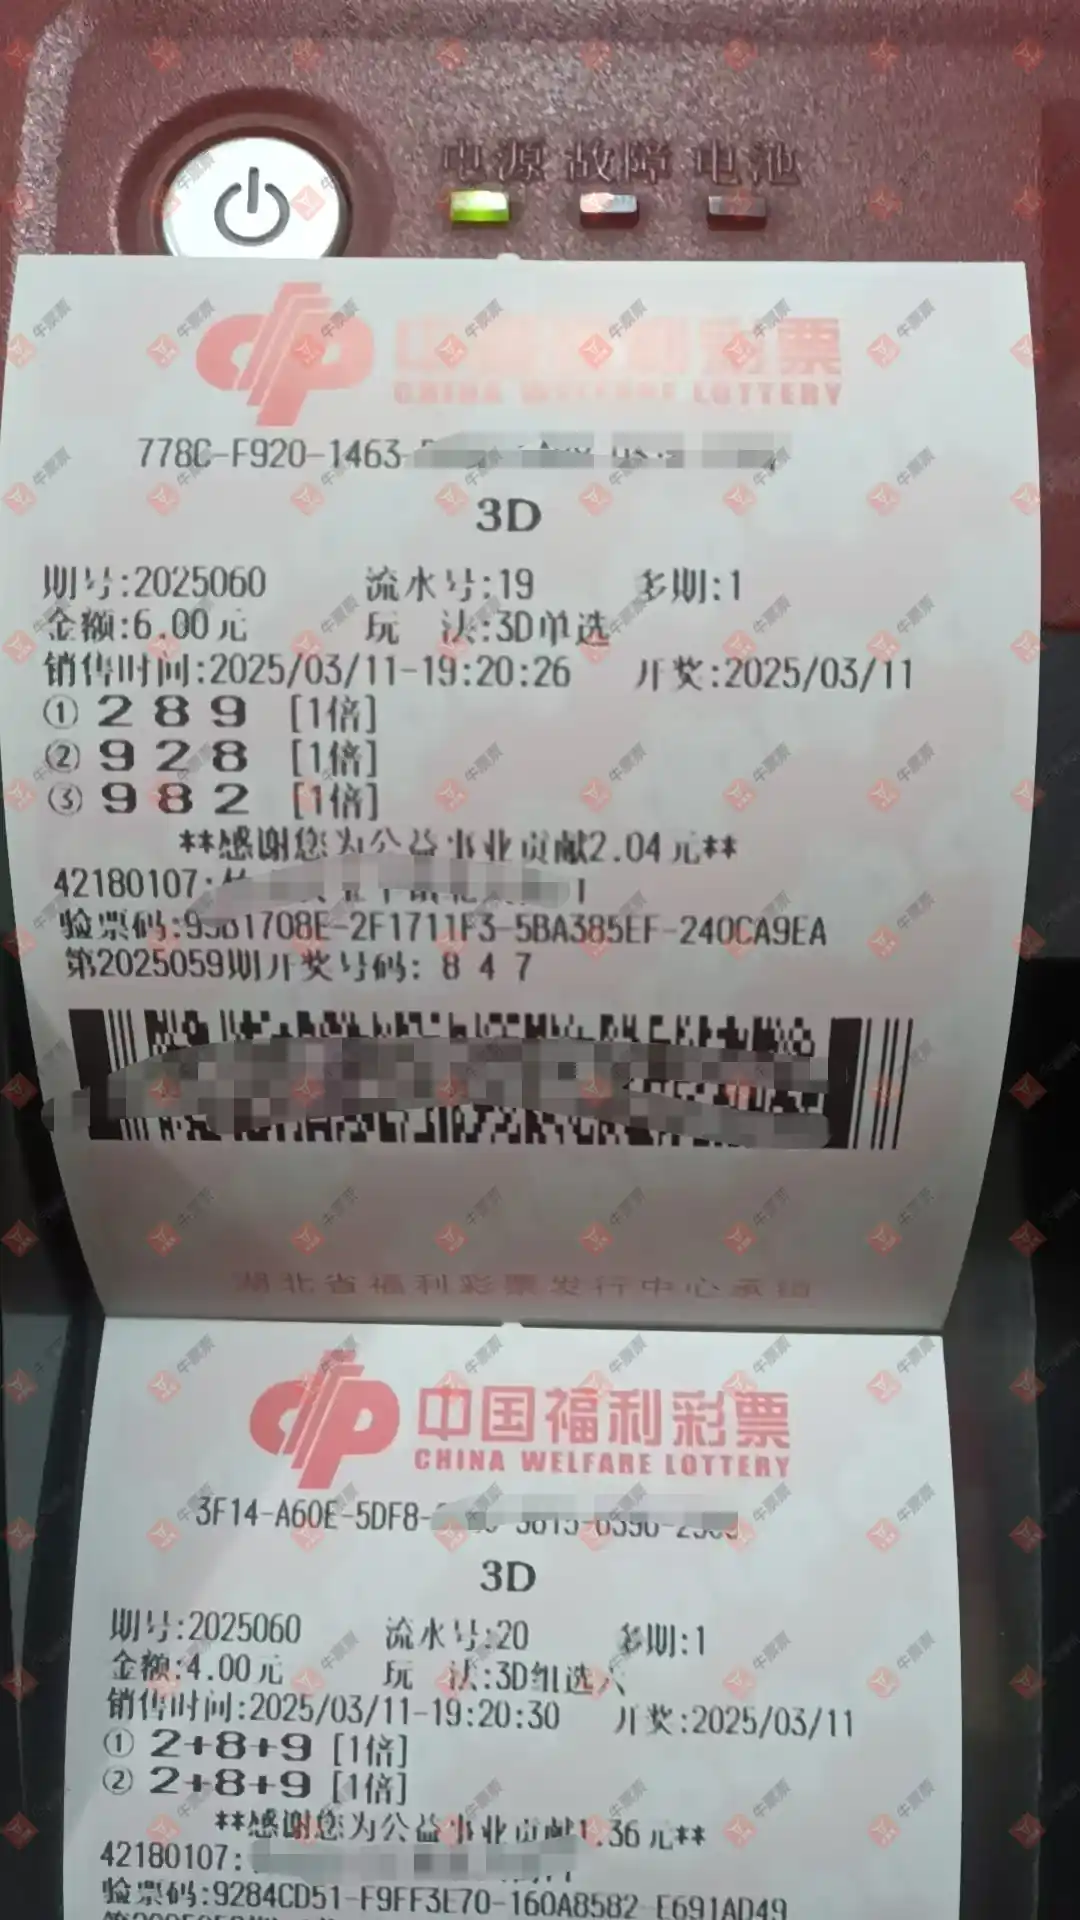 电源 故障 电池
中国福利彩票
CHINA WELFARE LOTTERY
778C-F920-1463-
3D
期号:2025060 流水号:19 多期:1
金额:6.00元 玩 法:3D单选
销售时间:2025/03/11-19:20:26 开奖:2025/03/11
① 2 8 9 [1倍]
② 9 2 8 [1倍]
③ 9 8 2 [1倍]
**感谢您为公益事业贡献2.04元**
42180107:
验票码:9581708E-2F1711F3-5BA385EF-240CA9EA
第2025059期开奖号码: 8 4 7
湖北省福利彩票发行中心承销
中国福利彩票
CHINA WELFARE LOTTERY
3F14-A60E-5DF8-
3D
期号:2025060 流水号:20 多期:1
金额:4.00元 玩 法:3D组选六
销售时间:2025/03/11-19:20:30 开奖:2025/03/11
① 2+8+9 [1倍]
② 2+8+9 [1倍]
**感谢您为公益事业贡献1.36元**
42180107:
验票码:9284CD51-F9FF3E70-160A8582-E691AD49
牛票票